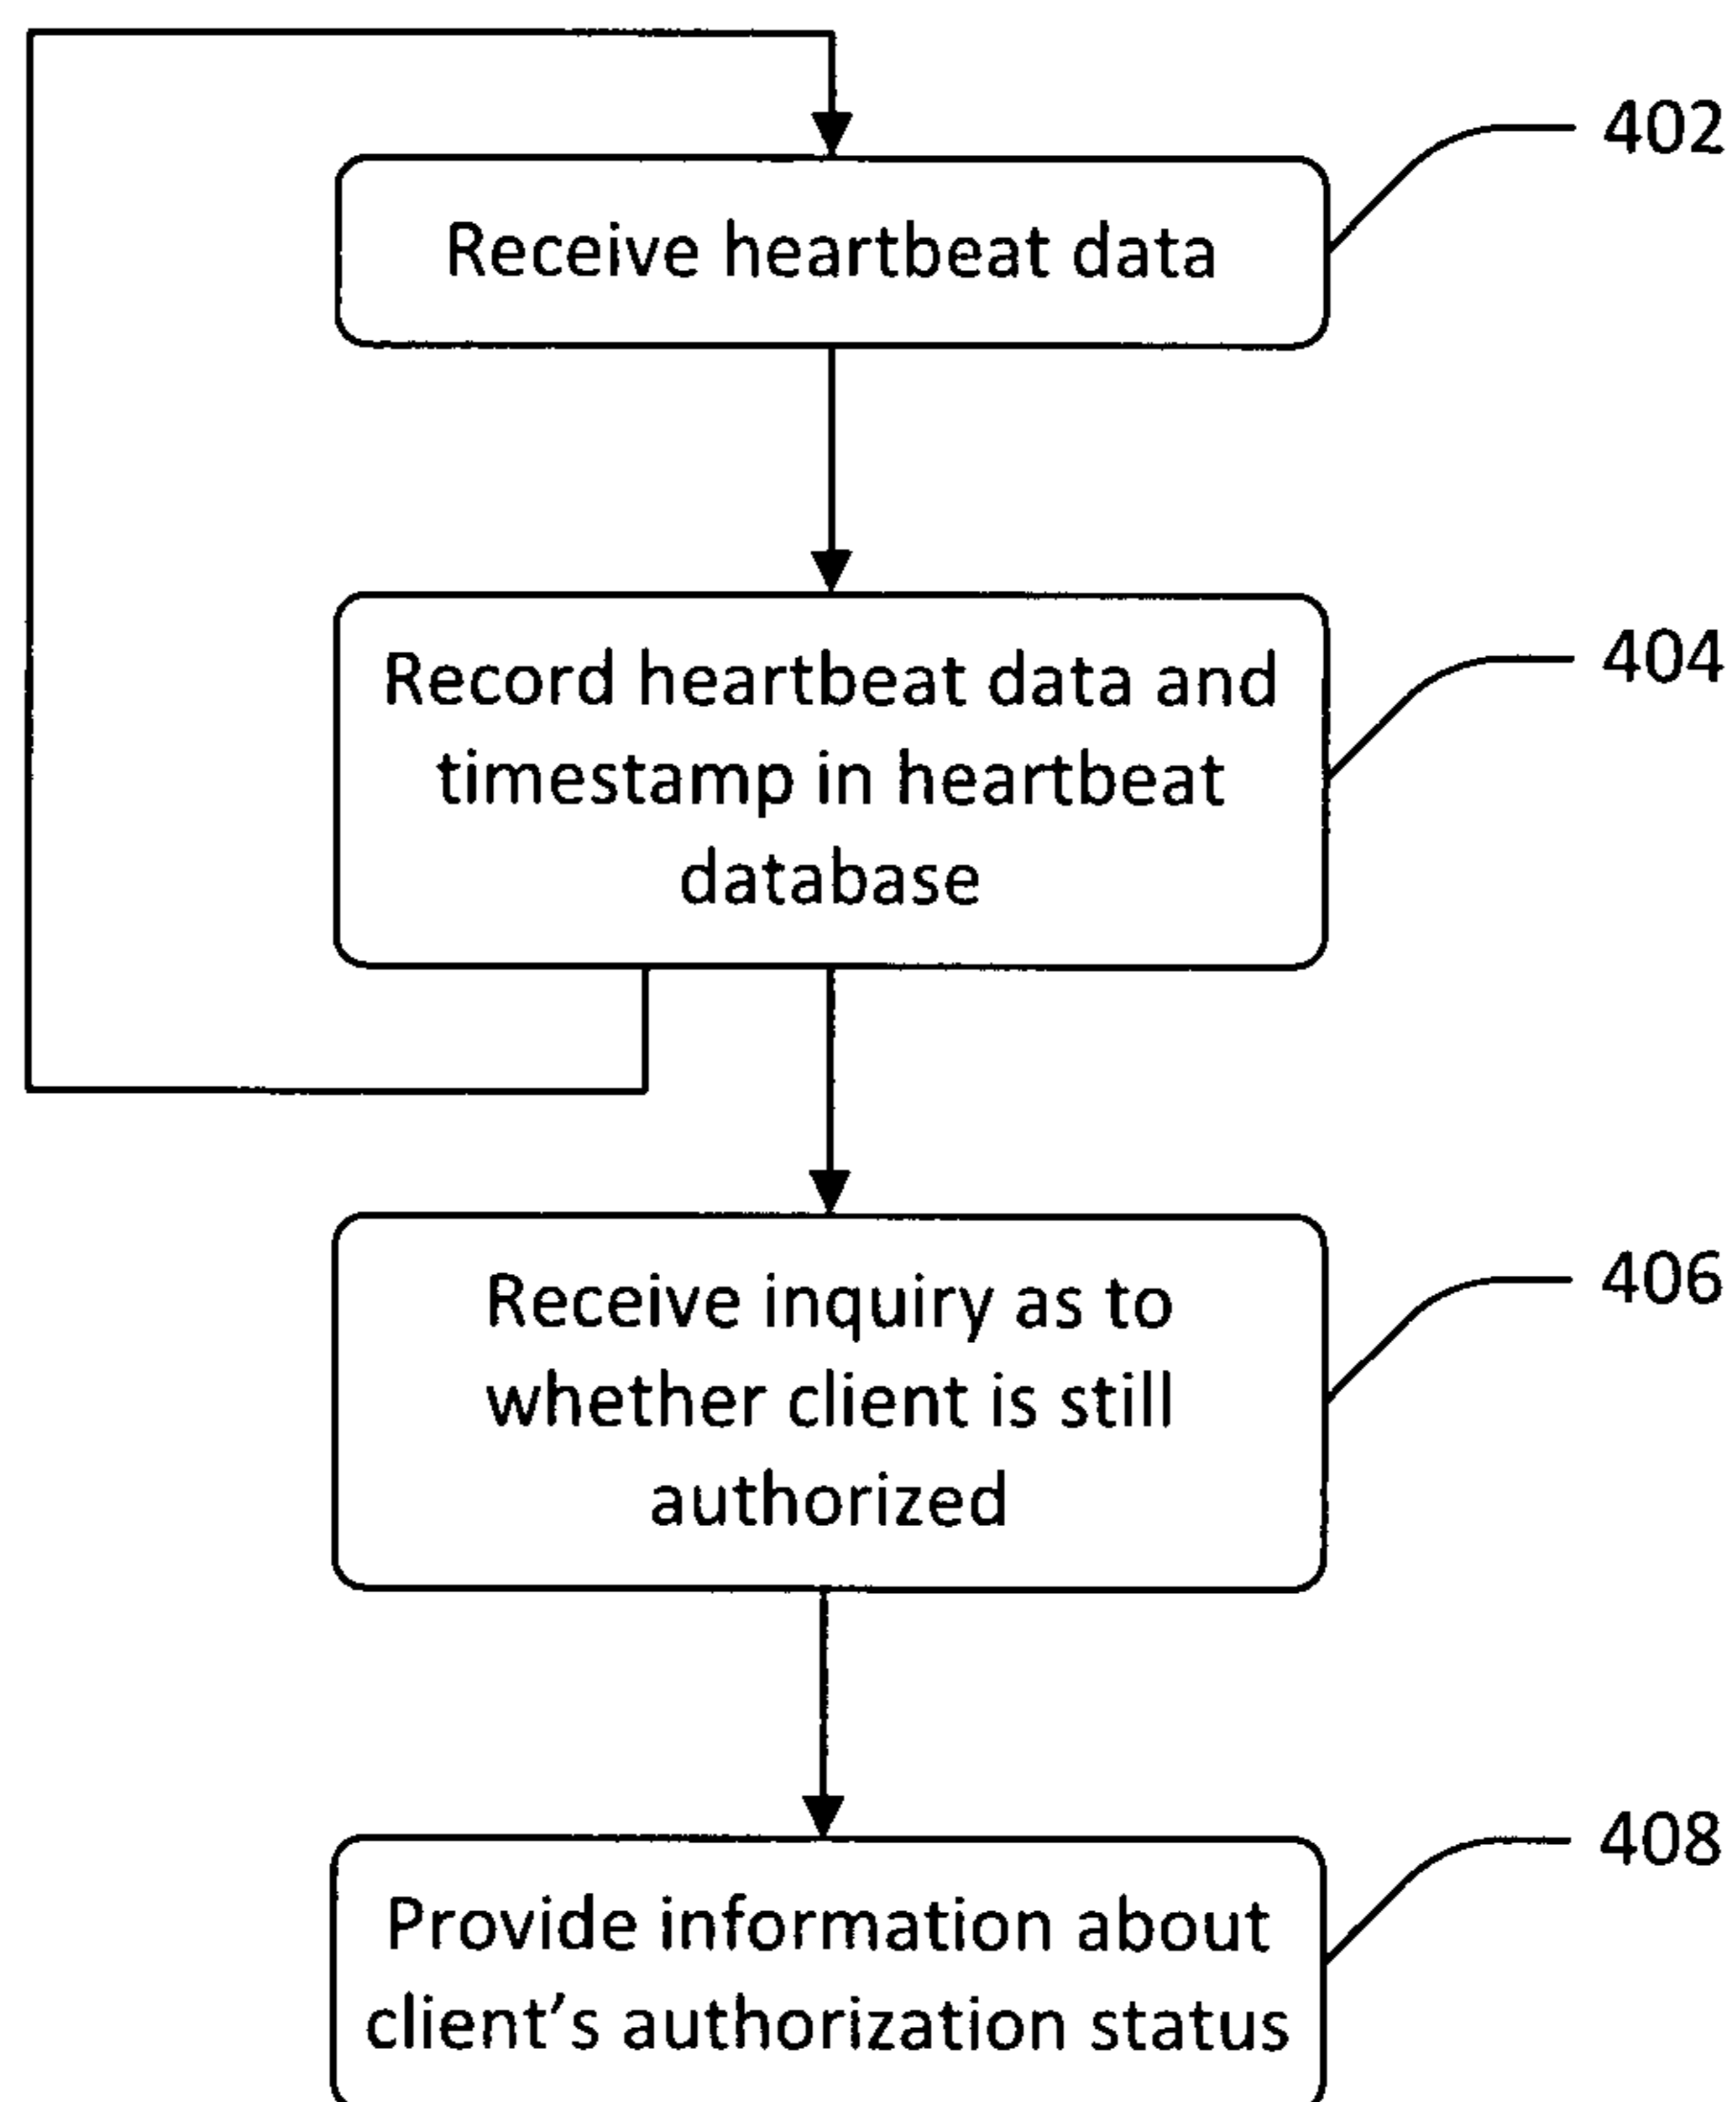 402
Receive heartbeat data
404
Record heartbeat data and
timestamp in heartbeat
database
406
Receive inquiry as to
whether client is still
authorized
408
Provide information about
client's authorization status